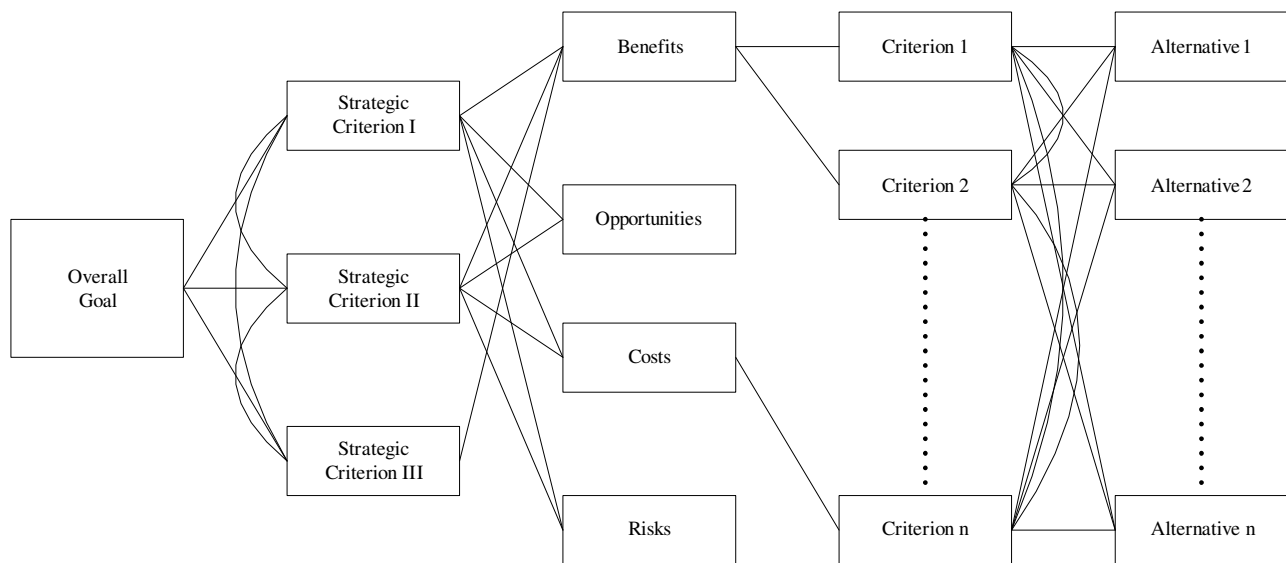 Overall
Goal
Strategic
Criterion I
Strategic
Criterion II
Strategic
Criterion III
Benefits
Opportunities
Costs
Risks
Criterion 1
Criterion 2
Criterion n
Alternative 1
Alternative 2
Alternative n